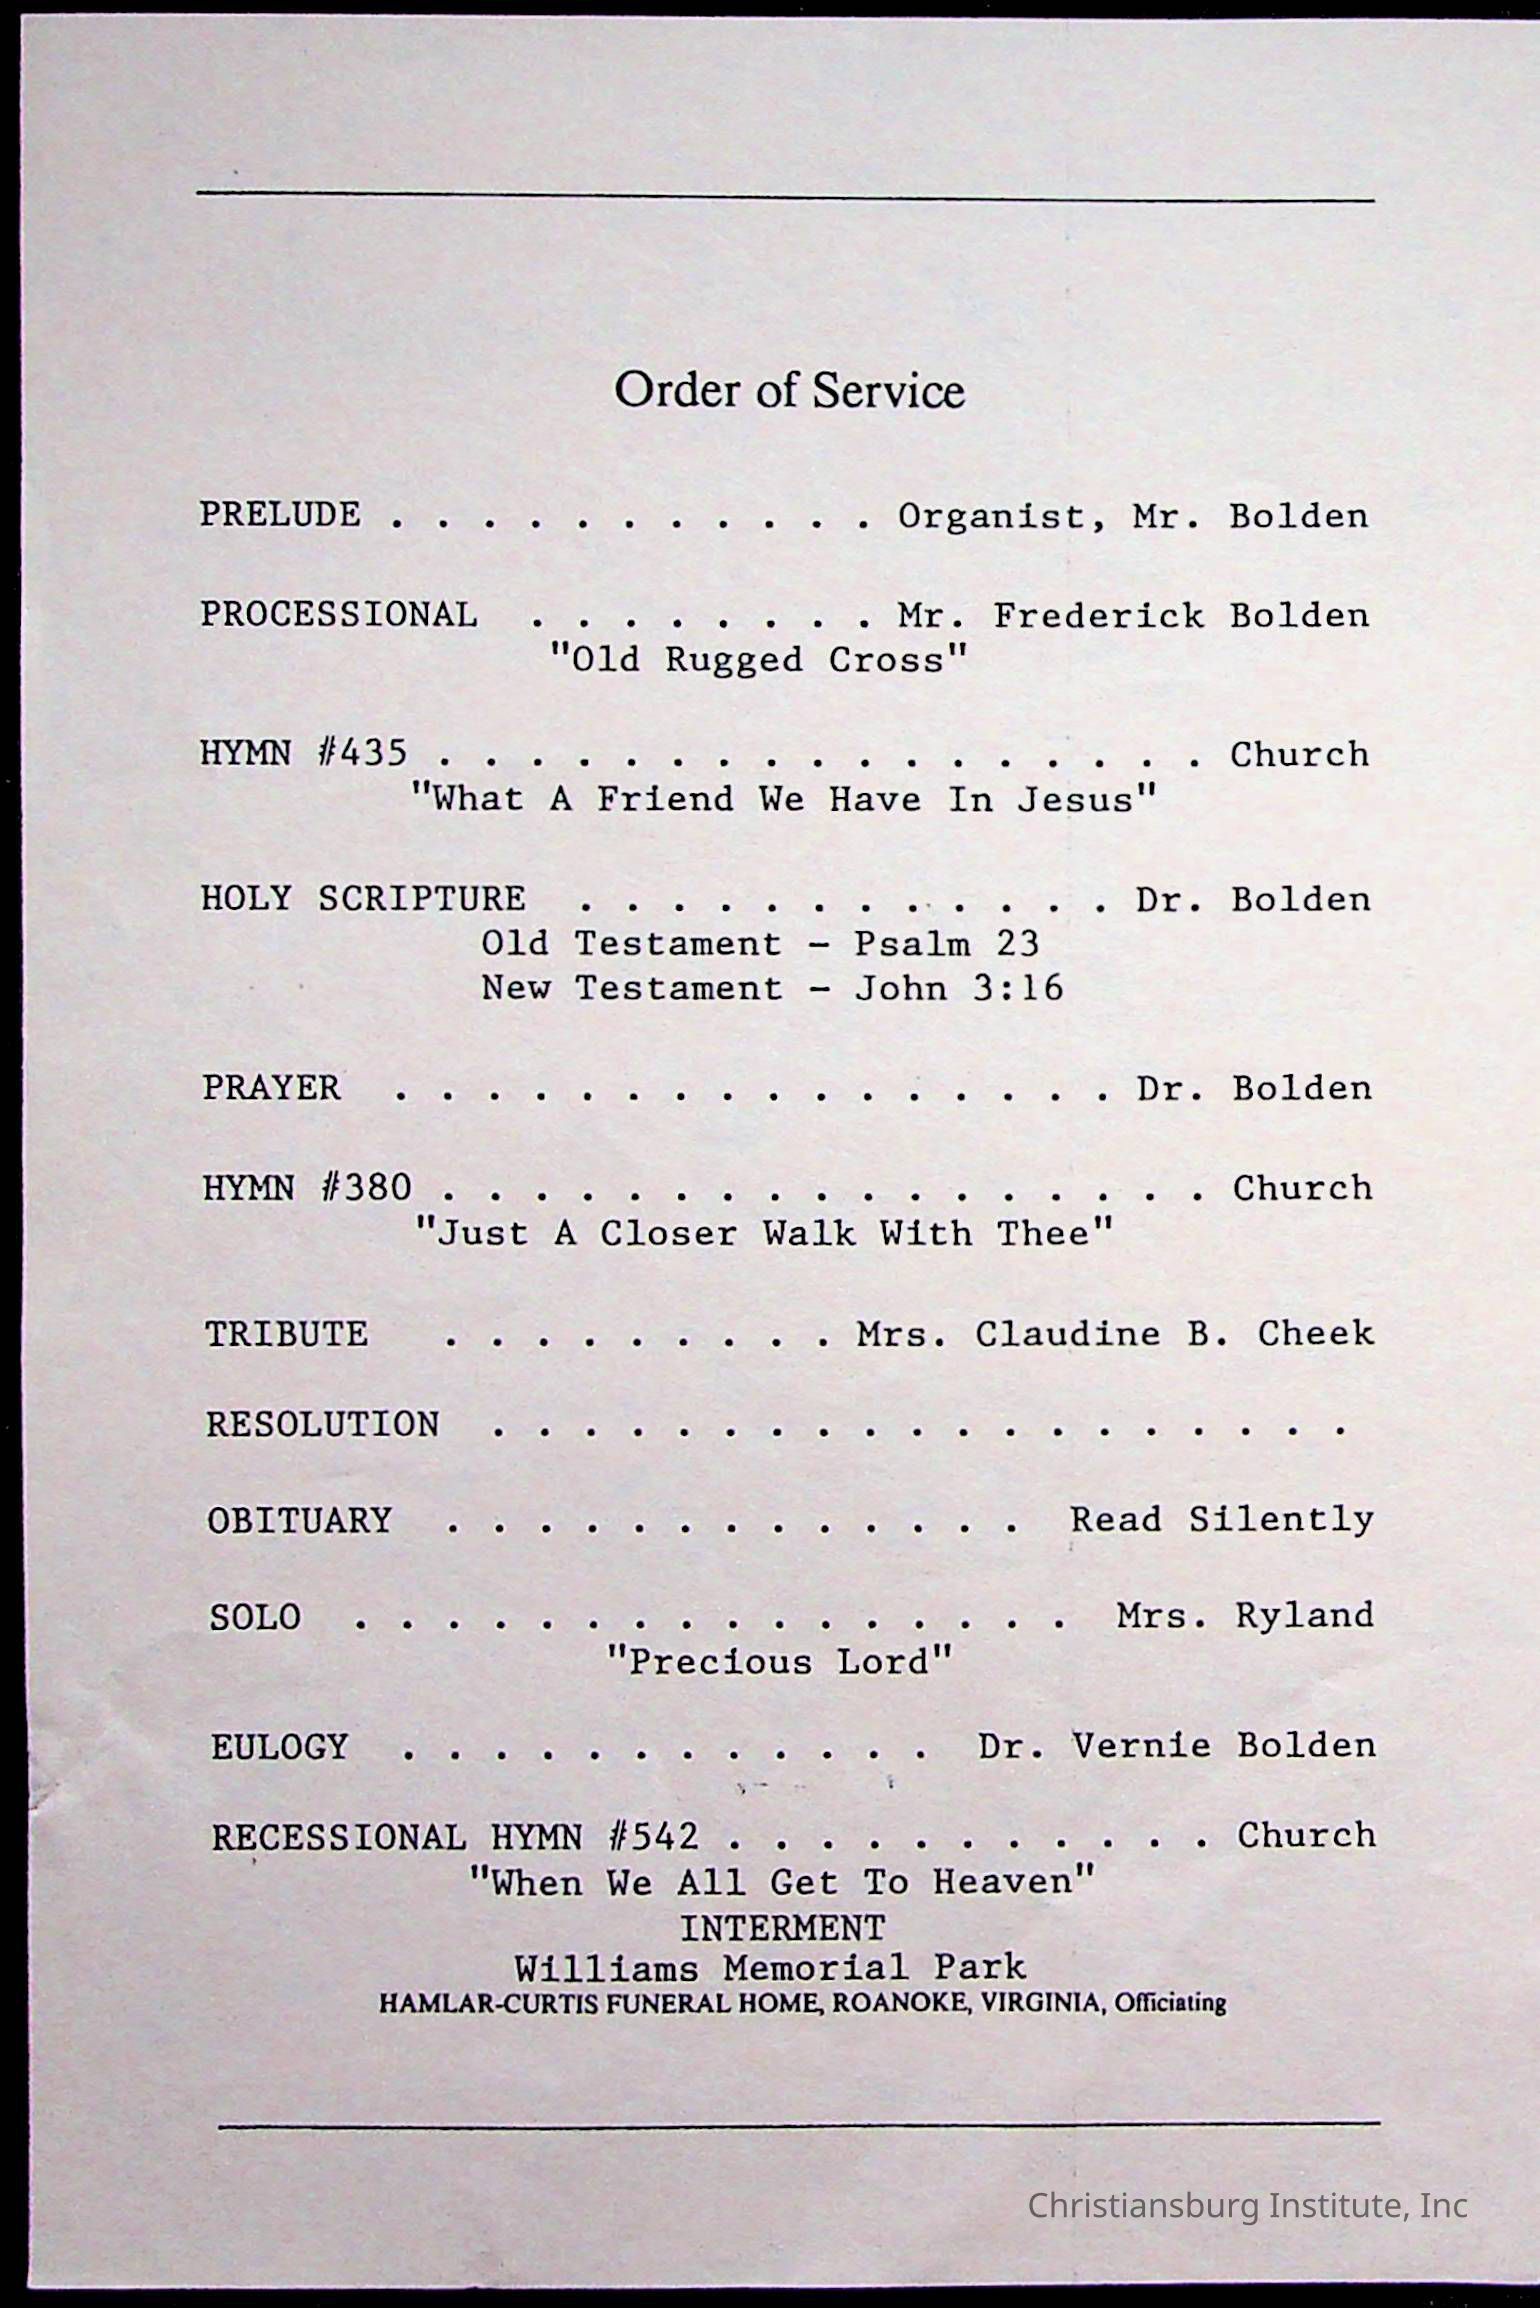 Order of Service
PRELUDE . . . . . . . . . . . Organist, Mr. Bolden
PROCESSIONAL . . . . . . . . Mr. Frederick Bolden
"Old Rugged Cross"
HYMN #435 . . . . . . . . . . . . . . . . . Church
"What A Friend We Have In Jesus"
HOLY SCRIPTURE . . . . . . . . . . . . Dr. Bolden
Old Testament - Psalm 23
New Testament - John 3:16
PRAYER . . . . . . . . . . . . . . . . Dr. Bolden
HYMN #380 . . . . . . . . . . . . . . . . . Church
"Just A Closer Walk With Thee"
TRIBUTE . . . . . . . . . Mrs. Claudine B. Cheek
RESOLUTION . . . . . . . . . . . . . . . . . . .
OBITUARY . . . . . . . . . . . . . Read Silently
SOLO . . . . . . . . . . . . . . . . Mrs. Ryland
"Precious Lord"
EULOGY . . . . . . . . . . . . Dr. Vernie Bolden
RECESSIONAL HYMN #542 . . . . . . . . . . . Church
"When We All Get To Heaven"
INTERMENT
Williams Memorial Park
HAMLAR-CURTIS FUNERAL HOME, ROANOKE, VIRGINIA, Officiating
Christiansburg Institute, Inc